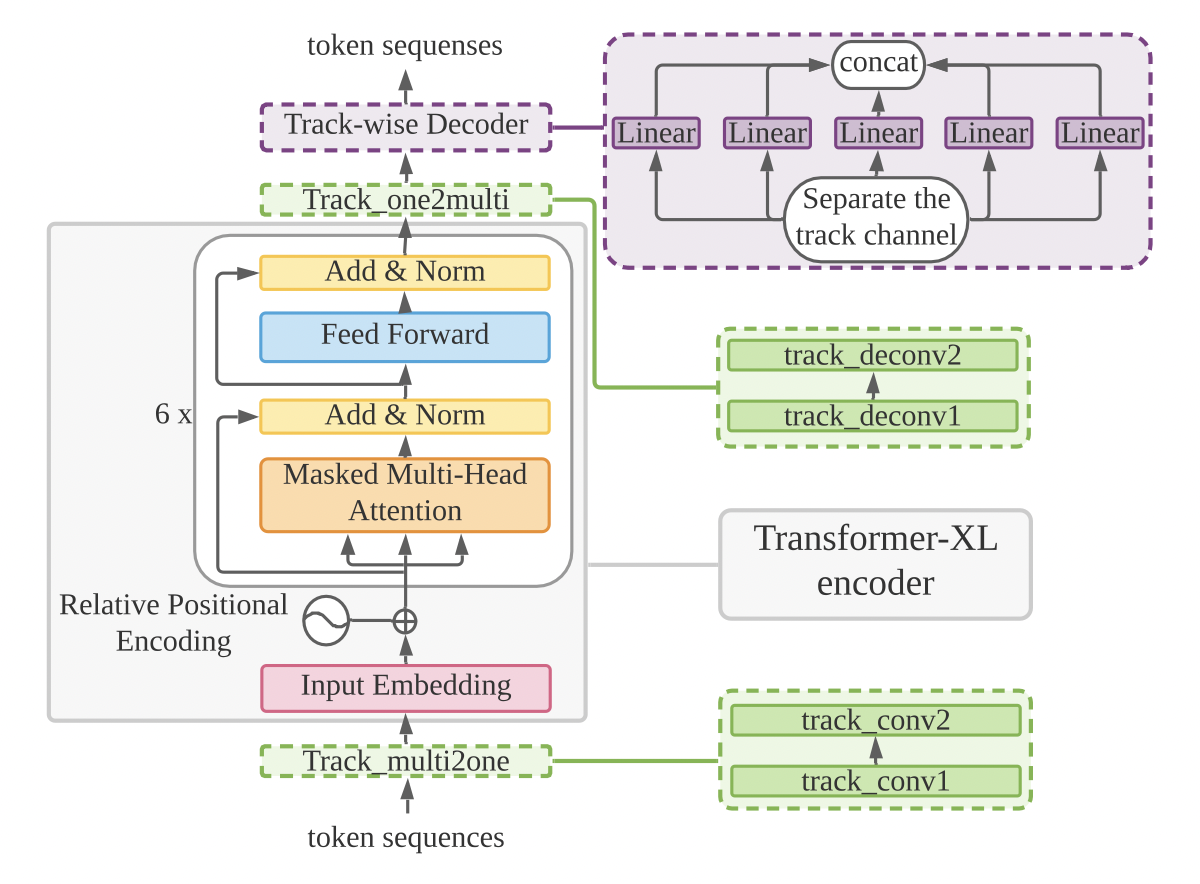 token sequenses
Track-wise Decoder
Track_one2multi
Add & Norm
Feed Forward
6 x
Add & Norm
Masked Multi-Head
Attention
Relative Positional
Encoding
Input Embedding
Track_multi2one
token sequences
concat
Linear
Linear
Linear
Linear
Linear
Separate the
track channel
track_deconv2
track_deconv1
Transformer-XL
encoder
track_conv2
track_conv1